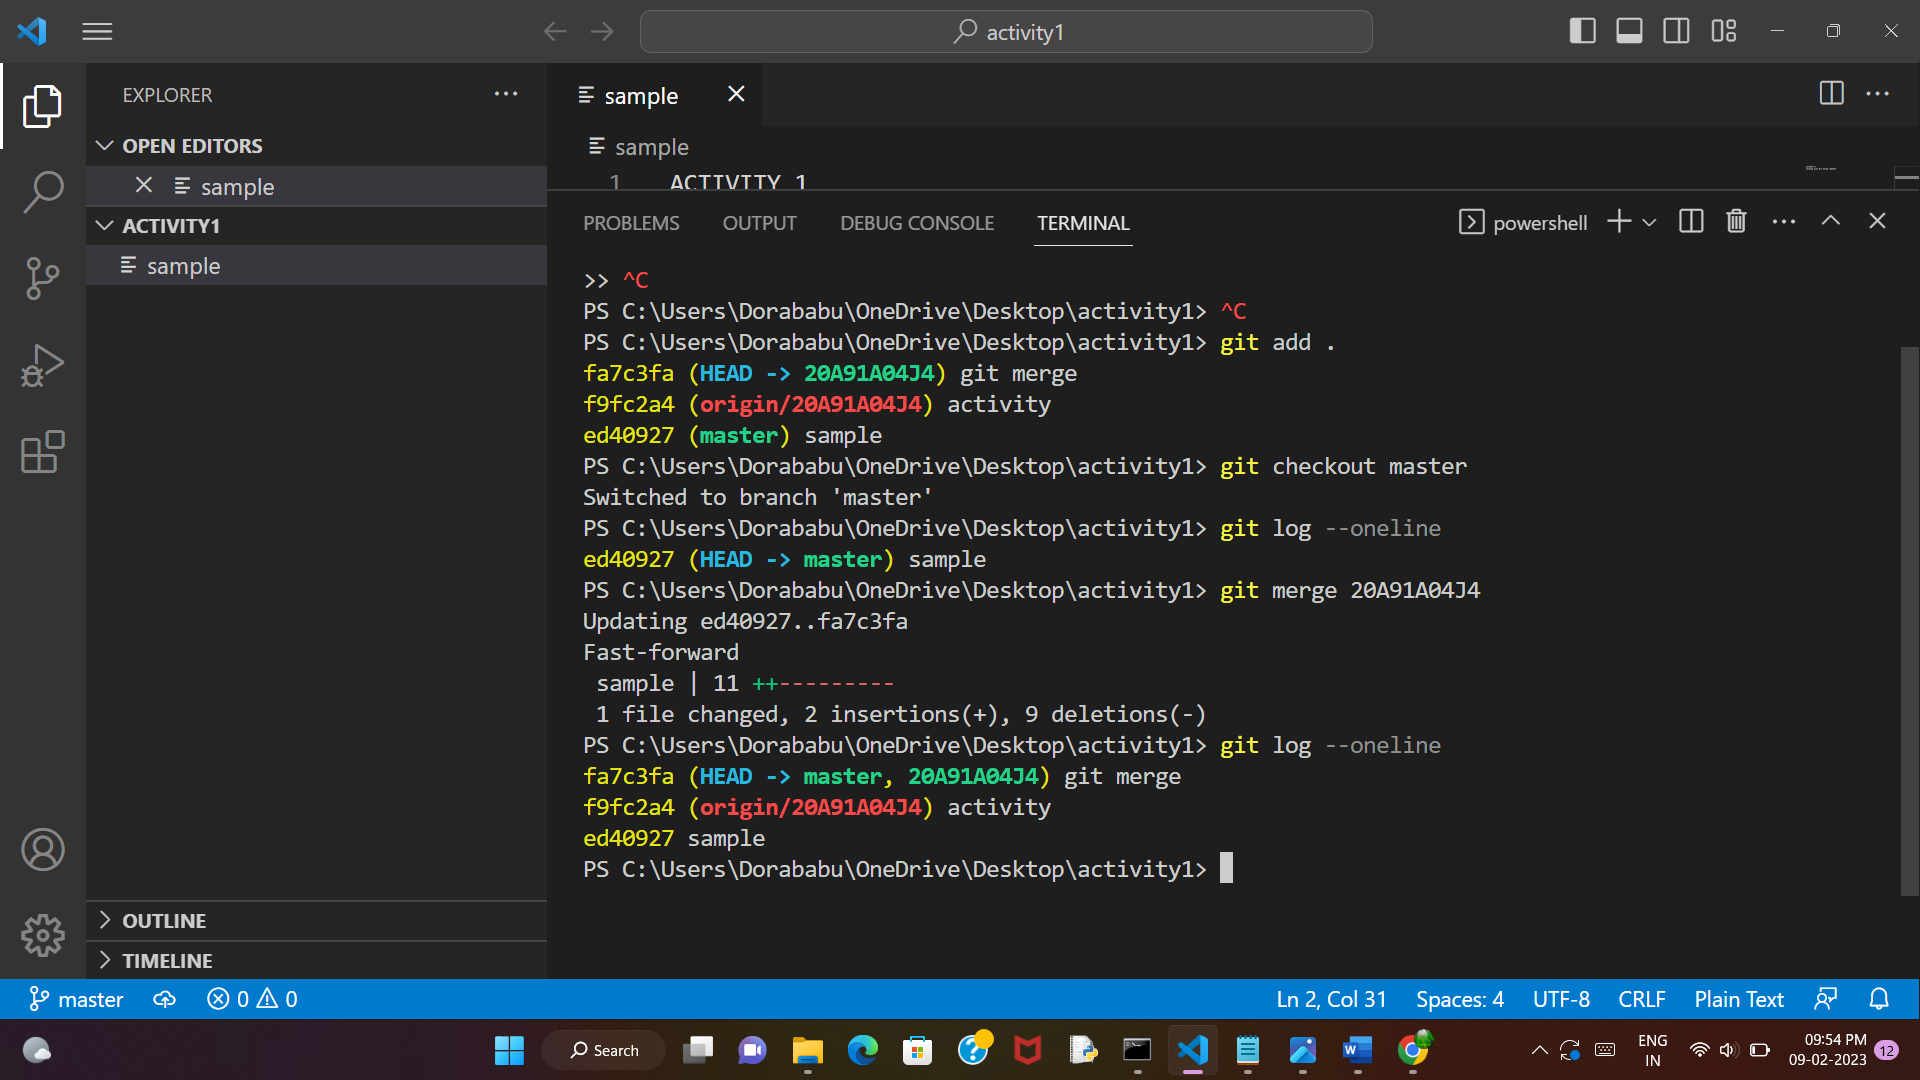 activity1
EXPLORER
OPEN EDITORS
sample
ACTIVITY1
sample
OUTLINE
TIMELINE
sample
sample
1 ACTIVITY 1
PROBLEMS OUTPUT DEBUG CONSOLE TERMINAL
powershell
>> ^C
PS C:\Users\Dorababu\OneDrive\Desktop\activity1> ^C
PS C:\Users\Dorababu\OneDrive\Desktop\activity1> git add .
fa7c3fa (HEAD -> 20A91A04J4) git merge
f9fc2a4 (origin/20A91A04J4) activity
ed40927 (master) sample
PS C:\Users\Dorababu\OneDrive\Desktop\activity1> git checkout master
Switched to branch 'master'
PS C:\Users\Dorababu\OneDrive\Desktop\activity1> git log --oneline
ed40927 (HEAD -> master) sample
PS C:\Users\Dorababu\OneDrive\Desktop\activity1> git merge 20A91A04J4
Updating ed40927..fa7c3fa
Fast-forward
sample | 11 ++---------
1 file changed, 2 insertions(+), 9 deletions(-)
PS C:\Users\Dorababu\OneDrive\Desktop\activity1> git log --oneline
fa7c3fa (HEAD -> master, 20A91A04J4) git merge
f9fc2a4 (origin/20A91A04J4) activity
ed40927 sample
PS C:\Users\Dorababu\OneDrive\Desktop\activity1>
master 0 0 Ln 2, Col 31 Spaces: 4 UTF-8 CRLF Plain Text
Search
ENG
IN
09:54 PM
09-02-2023
12